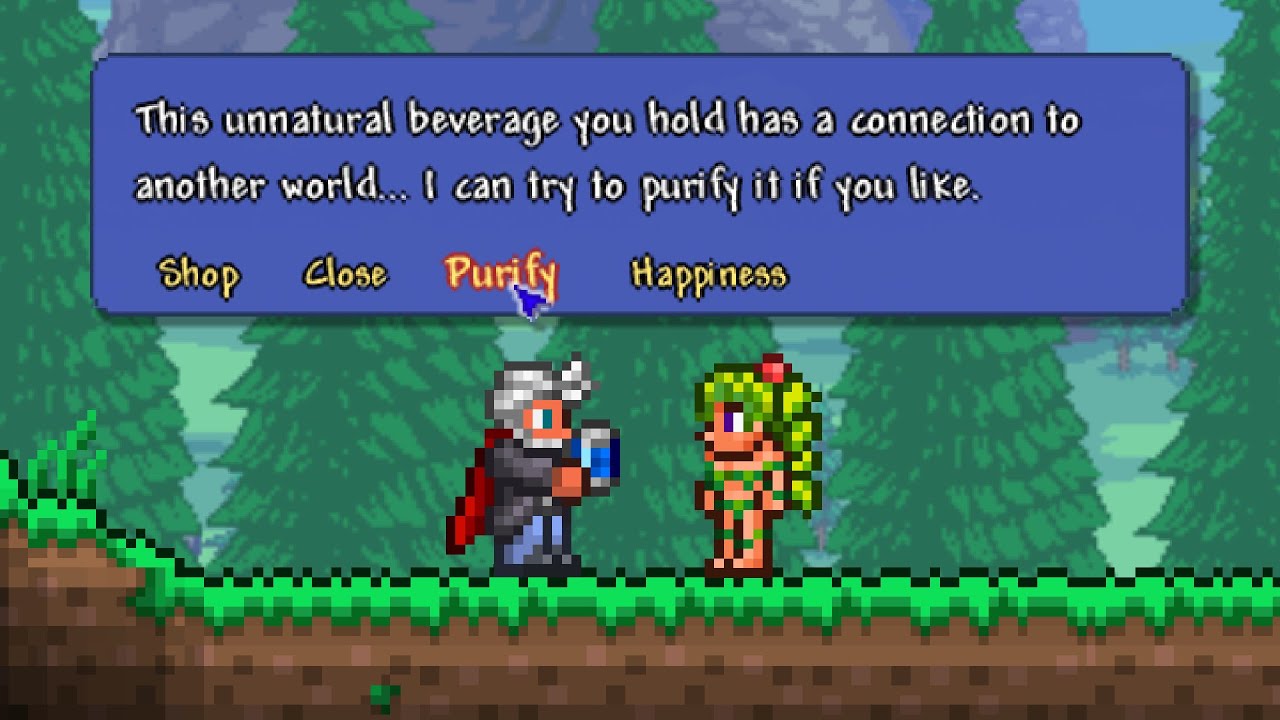 This unnatural beverage you hold has a connection to
another world... I can try to purify it if you like.
Shop Close Purify Happiness